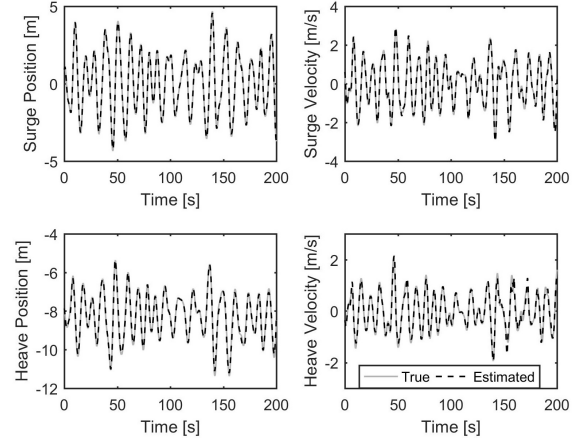 Surge Position [m]
5
0
-5
0 50 100 150 200
Time [s]
Surge Velocity [m/s]
4
2
0
-2
-4
0 50 100 150 200
Time [s]
Heave Position [m]
-4
-6
-8
-10
-12
0 50 100 150 200
Time [s]
Heave Velocity [m/s]
2
0
-2
0 50 100 150 200
Time [s]
True Estimated